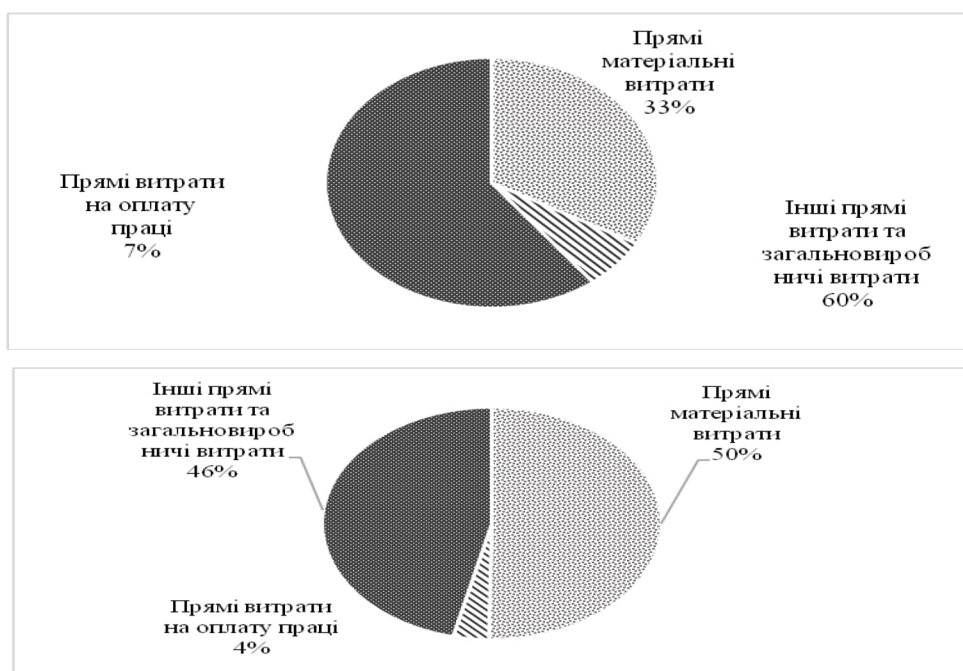 Прямі
матеріальні
витрати
33%
Прямі витрати
на оплату
праці
7%
Інші прямі
витрати та
загальновироб
ничі витрати
60%
Інші прямі
витрати та
загальновироб
ничі витрати
46%
Прямі
матеріальні
витрати
50%
Прямі витрати
на оплату праці
4%